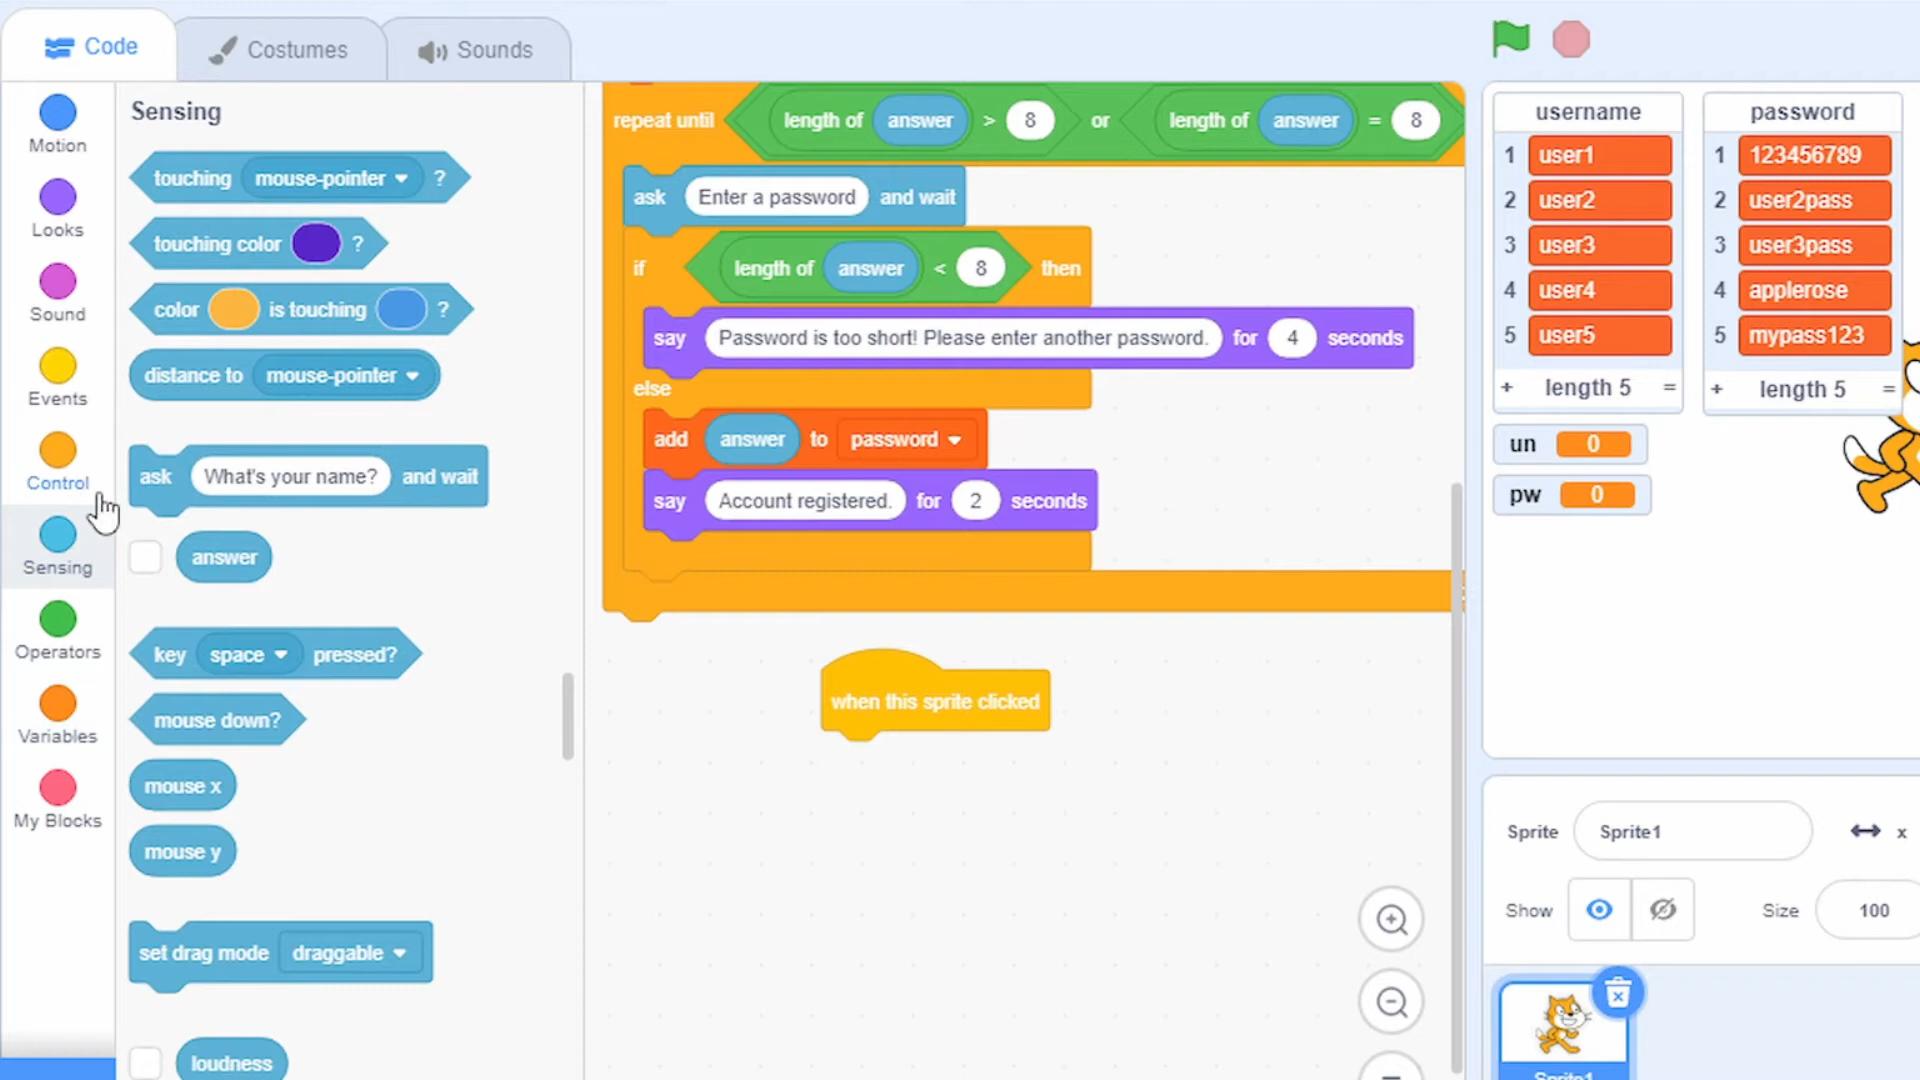 Code
Costumes
Sounds
Motion
Looks
Sound
Events
Control
Sensing
Operators
Variables
My Blocks
Sensing
touching mouse-pointer ?
touching color ?
color is touching ?
distance to mouse-pointer
ask What's your name? and wait
answer
key space pressed?
mouse down?
mouse x
mouse y
set drag mode draggable
loudness
repeat until length of answer > 8 or length of answer = 8
ask Enter a password and wait
if length of answer < 8 then
say Password is too short! Please enter another password. for 4 seconds
else
add answer to password
say Account registered. for 2 seconds
when this sprite clicked
username
1 user1
2 user2
3 user3
4 user4
5 user5
+ length 5 =
password
1 123456789
2 user2pass
3 user3pass
4 applerose
5 mypass123
+ length 5 =
un 0
pw 0
Sprite Sprite1 x
Show Size 100
Sprite1